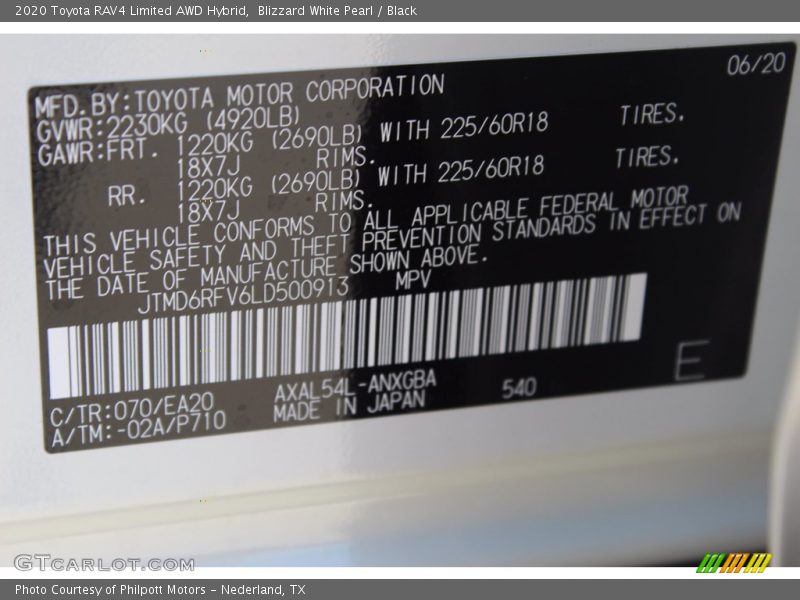 2020 Toyota RAV4 Limited AWD Hybrid,  Blizzard White Pearl / Black
06/20
MFD.BY:TOYOTA MOTOR CORPORATION
GVWR:2230KG (4920LB)
GAWR:FRT. 1220KG (2690LB) WITH 225/60R18 TIRES.
18X7J RIMS.
RR. 1220KG (2690LB) WITH 225/60R18 TIRES.
18X7J RIMS.
THIS VEHICLE CONFORMS TO ALL APPLICABLE FEDERAL MOTOR
VEHICLE SAFETY AND THEFT PREVENTION STANDARDS IN EFFECT ON
THE DATE OF MANUFACTURE SHOWN ABOVE.
JTMD6RFV6LD500913 MPV
C/TR:070/EA20 AXAL54L-ANXGBA 540 E
A/TM:-02A/P710 MADE IN JAPAN
GTCARLOT.COM
Photo Courtesy of Philpott Motors - Nederland, TX